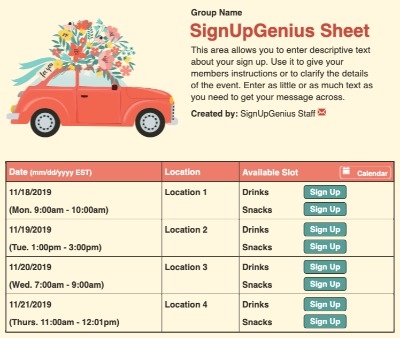 Group Name
SignUpGenius Sheet
This area allows you to enter descriptive text
about your sign up. Use it to give your
members instructions or to clarify the details
of the event. Enter as little or as much text as
you need to get your message across.
Created by: SignUpGenius Staff
for you
Date (mm/dd/yyyy EST) Location Available Slot Calendar
11/18/2019 Location 1 Drinks Sign Up
(Mon. 9:00am - 10:00am) Snacks Sign Up
11/19/2019 Location 2 Drinks Sign Up
(Tue. 1:00pm - 3:00pm) Snacks Sign Up
11/20/2019 Location 3 Drinks Sign Up
(Wed. 7:00am - 9:00am) Snacks Sign Up
11/21/2019 Location 4 Drinks Sign Up
(Thurs. 11:00am - 12:01pm) Snacks Sign Up